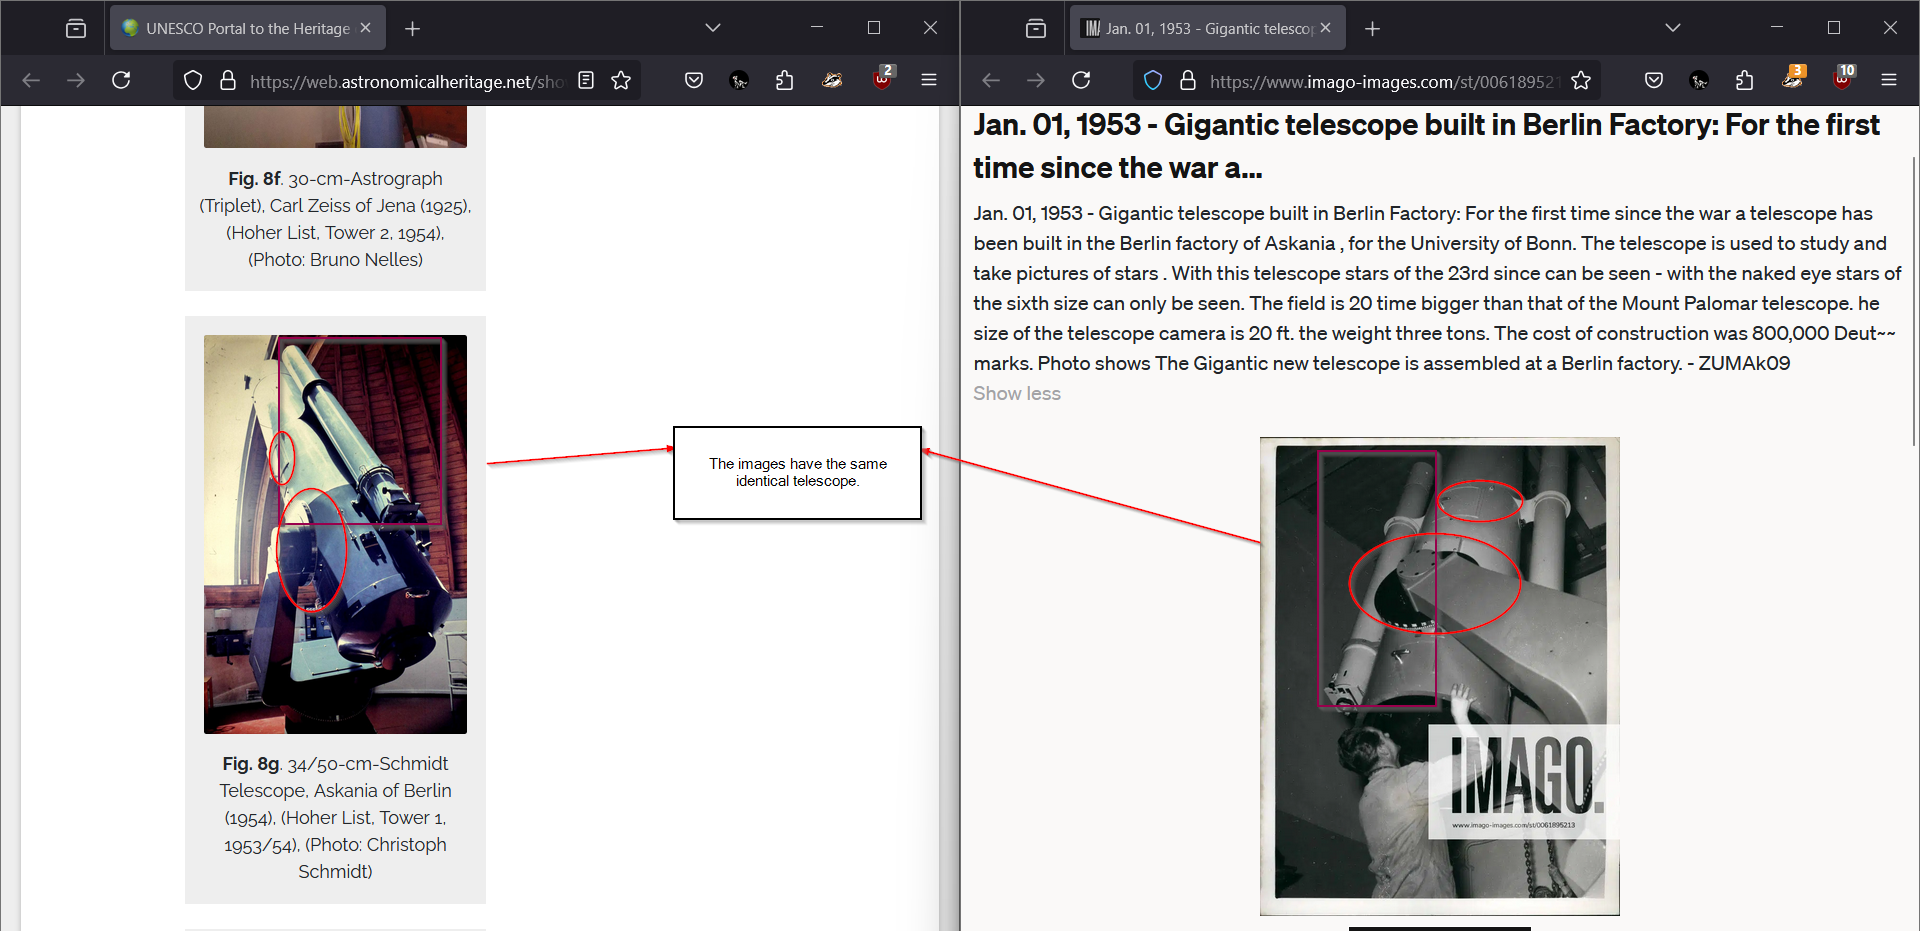 UNESCO Portal to the Heritage
https://web.astronomicalheritage.net/sho
2
Fig. 8f. 30-cm-Astrograph
(Triplet), Carl Zeiss of Jena (1925),
(Hoher List, Tower 2, 1954),
(Photo: Bruno Nelles)
Fig. 8g. 34/50-cm-Schmidt
Telescope, Askania of Berlin
(1954), (Hoher List, Tower 1,
1953/54), (Photo: Christoph
Schmidt)
The images have the same
identical telescope.
Jan. 01, 1953 - Gigantic telescop
https://www.imago-images.com/st/006189521
3
10
Jan. 01, 1953 - Gigantic telescope built in Berlin Factory: For the first
time since the war a...
Jan. 01, 1953 - Gigantic telescope built in Berlin Factory: For the first time since the war a telescope has
been built in the Berlin factory of Askania , for the University of Bonn. The telescope is used to study and
take pictures of stars . With this telescope stars of the 23rd since can be seen - with the naked eye stars of
the sixth size can only be seen. The field is 20 time bigger than that of the Mount Palomar telescope. he
size of the telescope camera is 20 ft. the weight three tons. The cost of construction was 800,000 Deut~~
marks. Photo shows The Gigantic new telescope is assembled at a Berlin factory. - ZUMAk09
Show less
IMAGO.
www.imago-images.com/st/0061895213